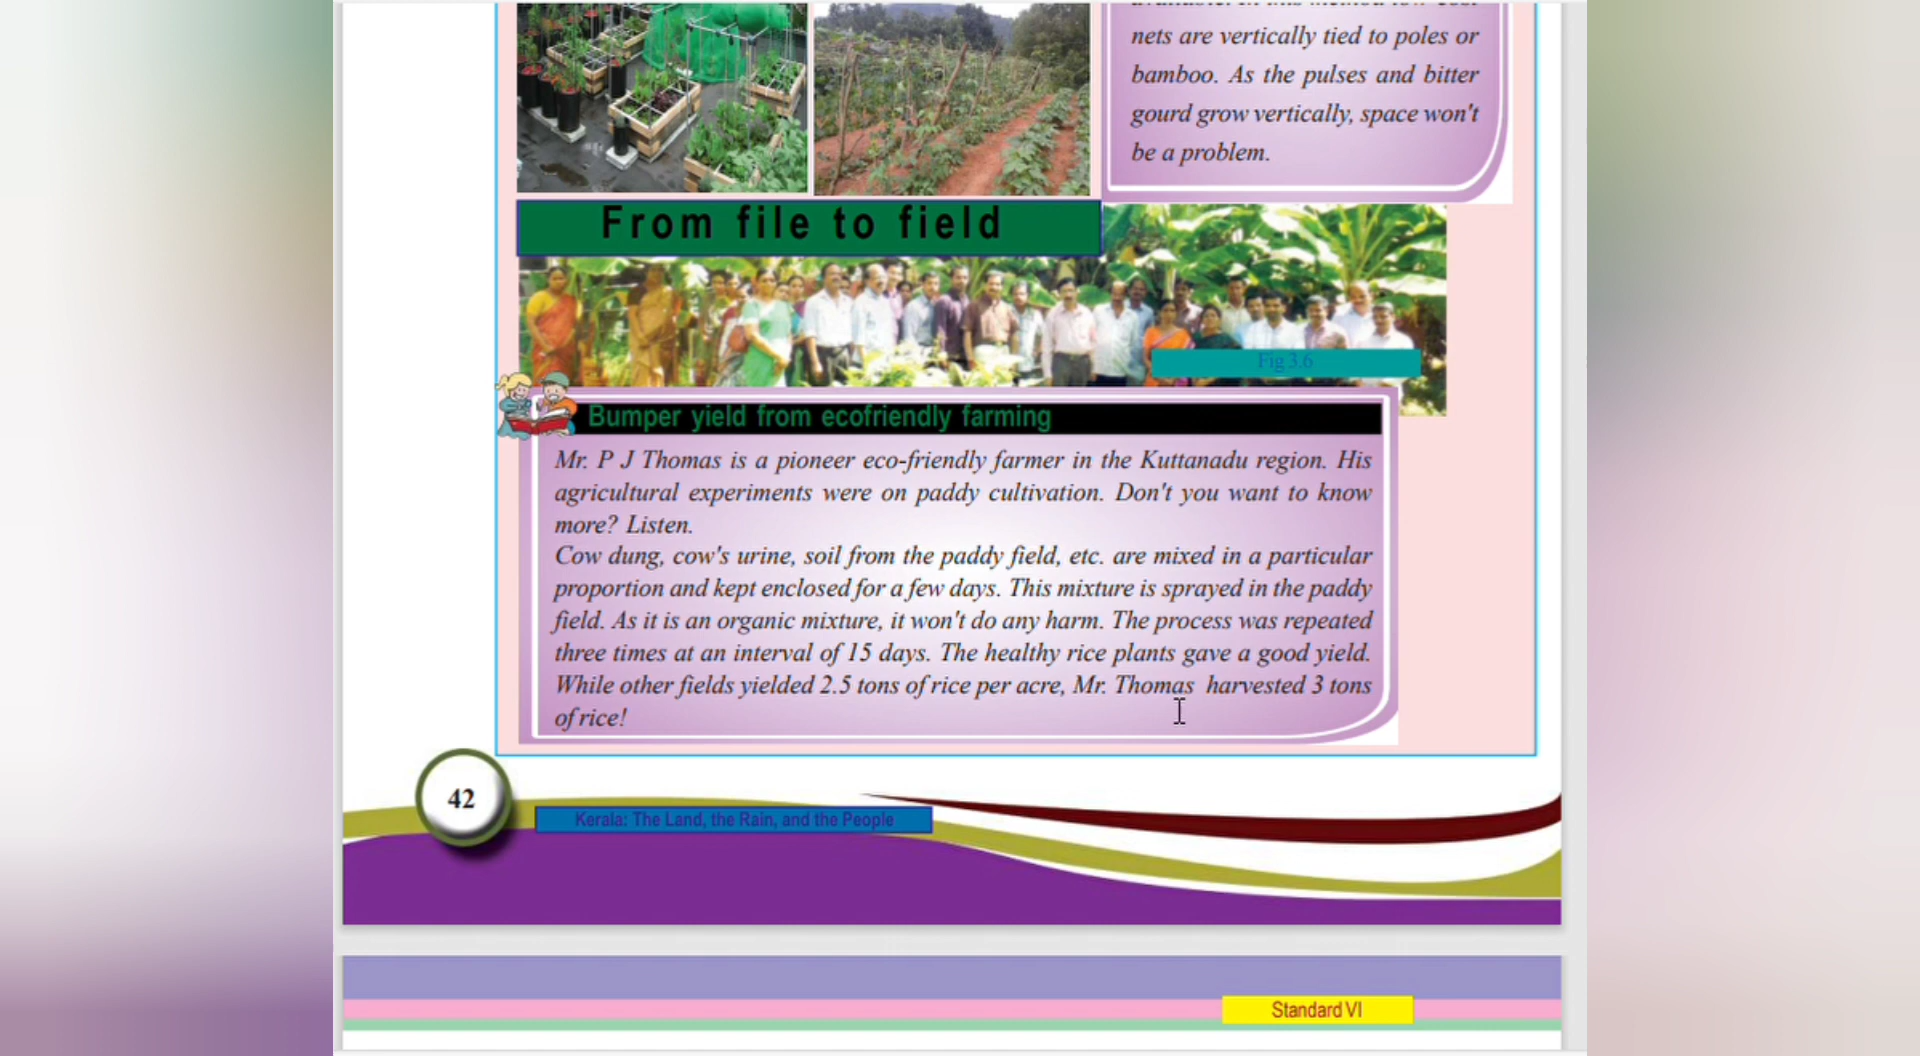 nets are vertically tied to poles or
bamboo. As the pulses and bitter
gourd grow vertically, space won't
be a problem.
From file to field
Fig 3.6
Bumper yield from ecofriendly farming
Mr. P J Thomas is a pioneer eco-friendly farmer in the Kuttanadu region. His
agricultural experiments were on paddy cultivation. Don't you want to know
more? Listen.
Cow dung, cow's urine, soil from the paddy field, etc. are mixed in a particular
proportion and kept enclosed for a few days. This mixture is sprayed in the paddy
field. As it is an organic mixture, it won't do any harm. The process was repeated
three times at an interval of 15 days. The healthy rice plants gave a good yield.
While other fields yielded 2.5 tons of rice per acre, Mr. Thomas harvested 3 tons
of rice!
42
Kerala: The Land, the Rain, and the People
Standard VI